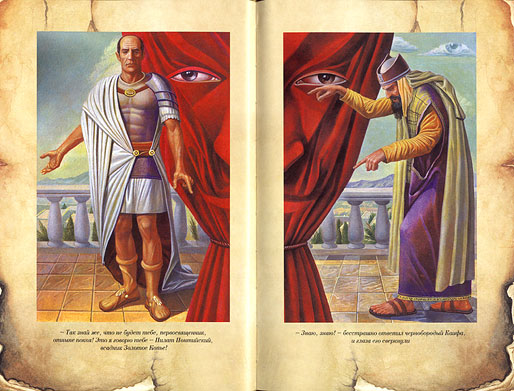 – Так знай же, что не будет тебе, первосвященник,
отныне покоя! Это я говорю тебе – Пилат Понтийский,
всадник Золотое Копье!
– Знаю, знаю! – бесстрашно ответил чернобородый Каифа,
и глаза его сверкнули